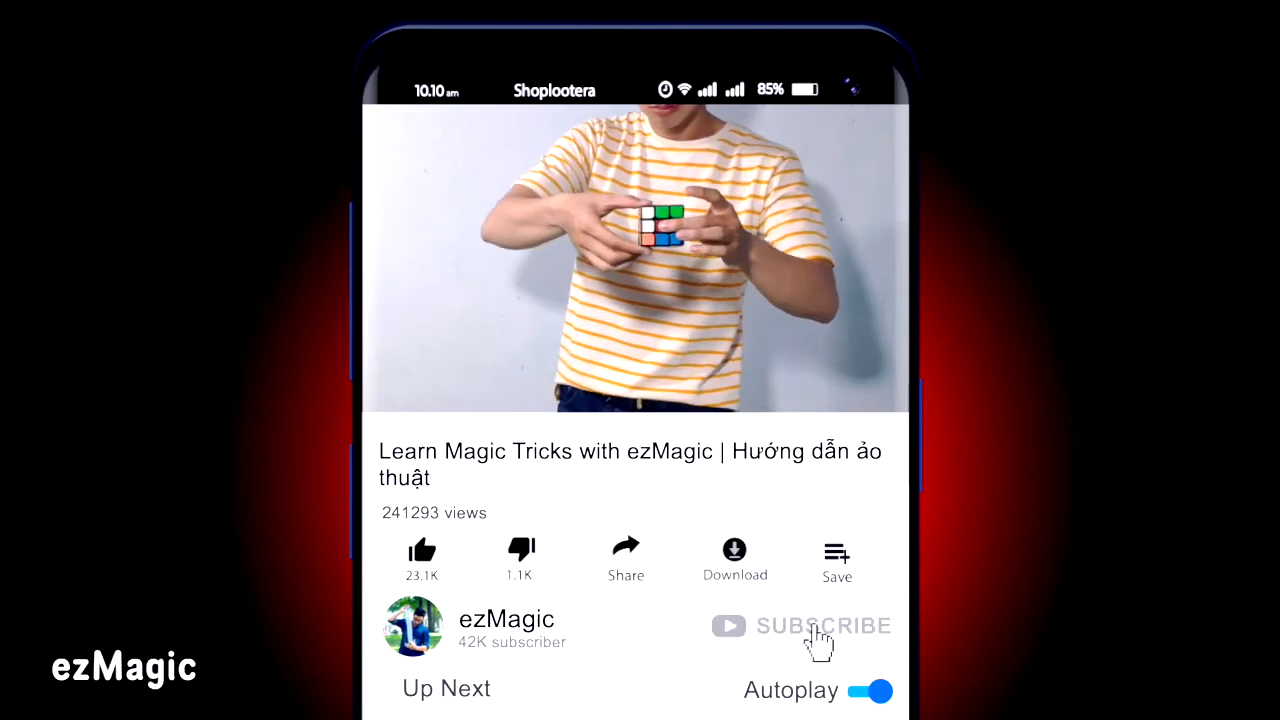 10.10 am Shoplootera 85%
Learn Magic Tricks with ezMagic | Hướng dẫn ảo
thuật
241293 views
23.1K 1.1K Share Download Save
ezMagic SUBSCRIBE
42K subscriber
ezMagic
Up Next Autoplay